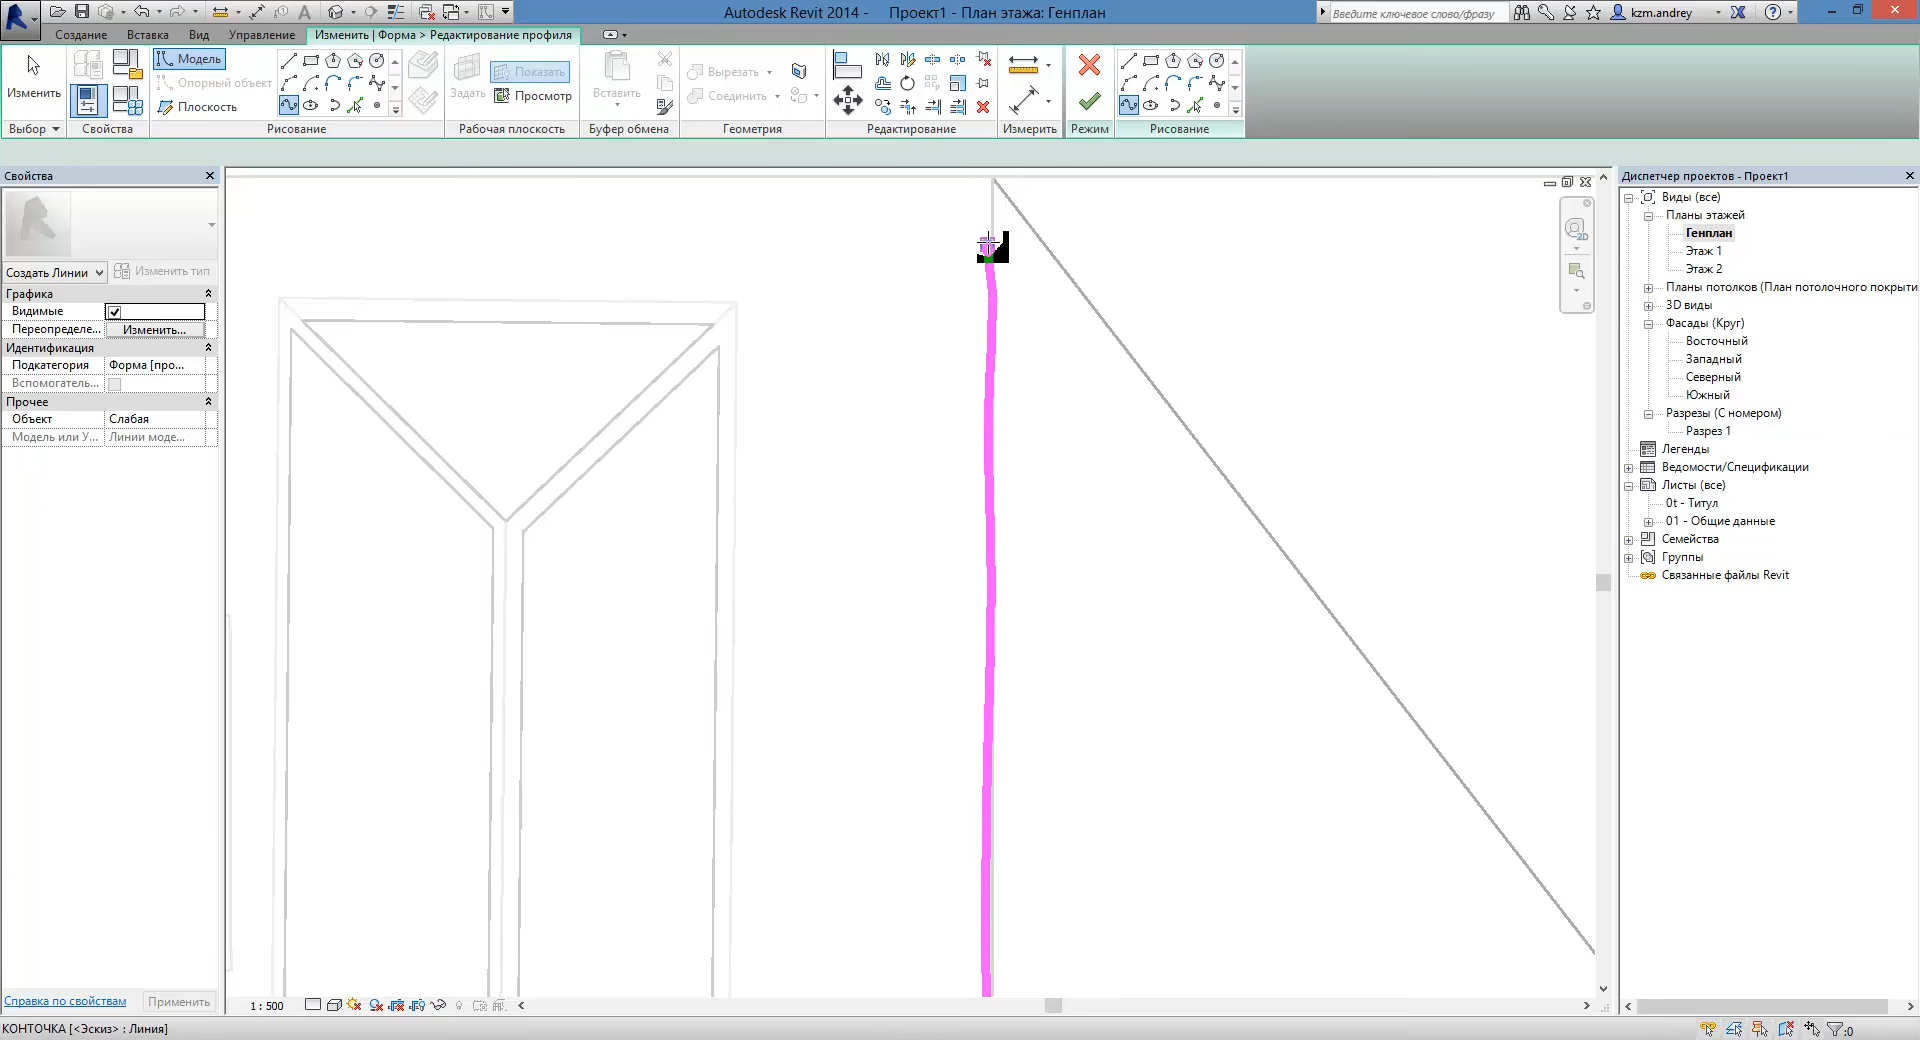 Autodesk Revit 2014 - Проект1 - План этажа: Генплан
Введите ключевое слово/фразу
kzm.andrey
Создание
Вставка
Вид
Управление
Изменить | Форма > Редактирование профиля
Изменить
Модель
Опорный объект
Плоскость
Задать
Показать
Просмотр
Вставить
Вырезать
Соединить
Выбор
Свойства
Рисование
Рабочая плоскость
Буфер обмена
Геометрия
Редактирование
Измерить
Режим
Рисование
Свойства
Создать Линии
Изменить тип
Графика
Видимые
Переопределе... Изменить...
Идентификация
Подкатегория Форма [про...
Вспомогатель...
Прочее
Объект Слабая
Модель или У... Линии моде...
Справка по свойствам
Применить
2D
Диспетчер проектов - Проект1
Виды (все)
Планы этажей
Генплан
Этаж 1
Этаж 2
Планы потолков (План потолочного покрыти
3D виды
Фасады (Круг)
Восточный
Западный
Северный
Южный
Разрезы (С номером)
Разрез 1
Легенды
Ведомости/Спецификации
Листы (все)
0t - Титул
01 - Общие данные
Семейства
Группы
Связанные файлы Revit
1 : 500
КОНТОЧКА [<Эскиз> : Линия]
:0